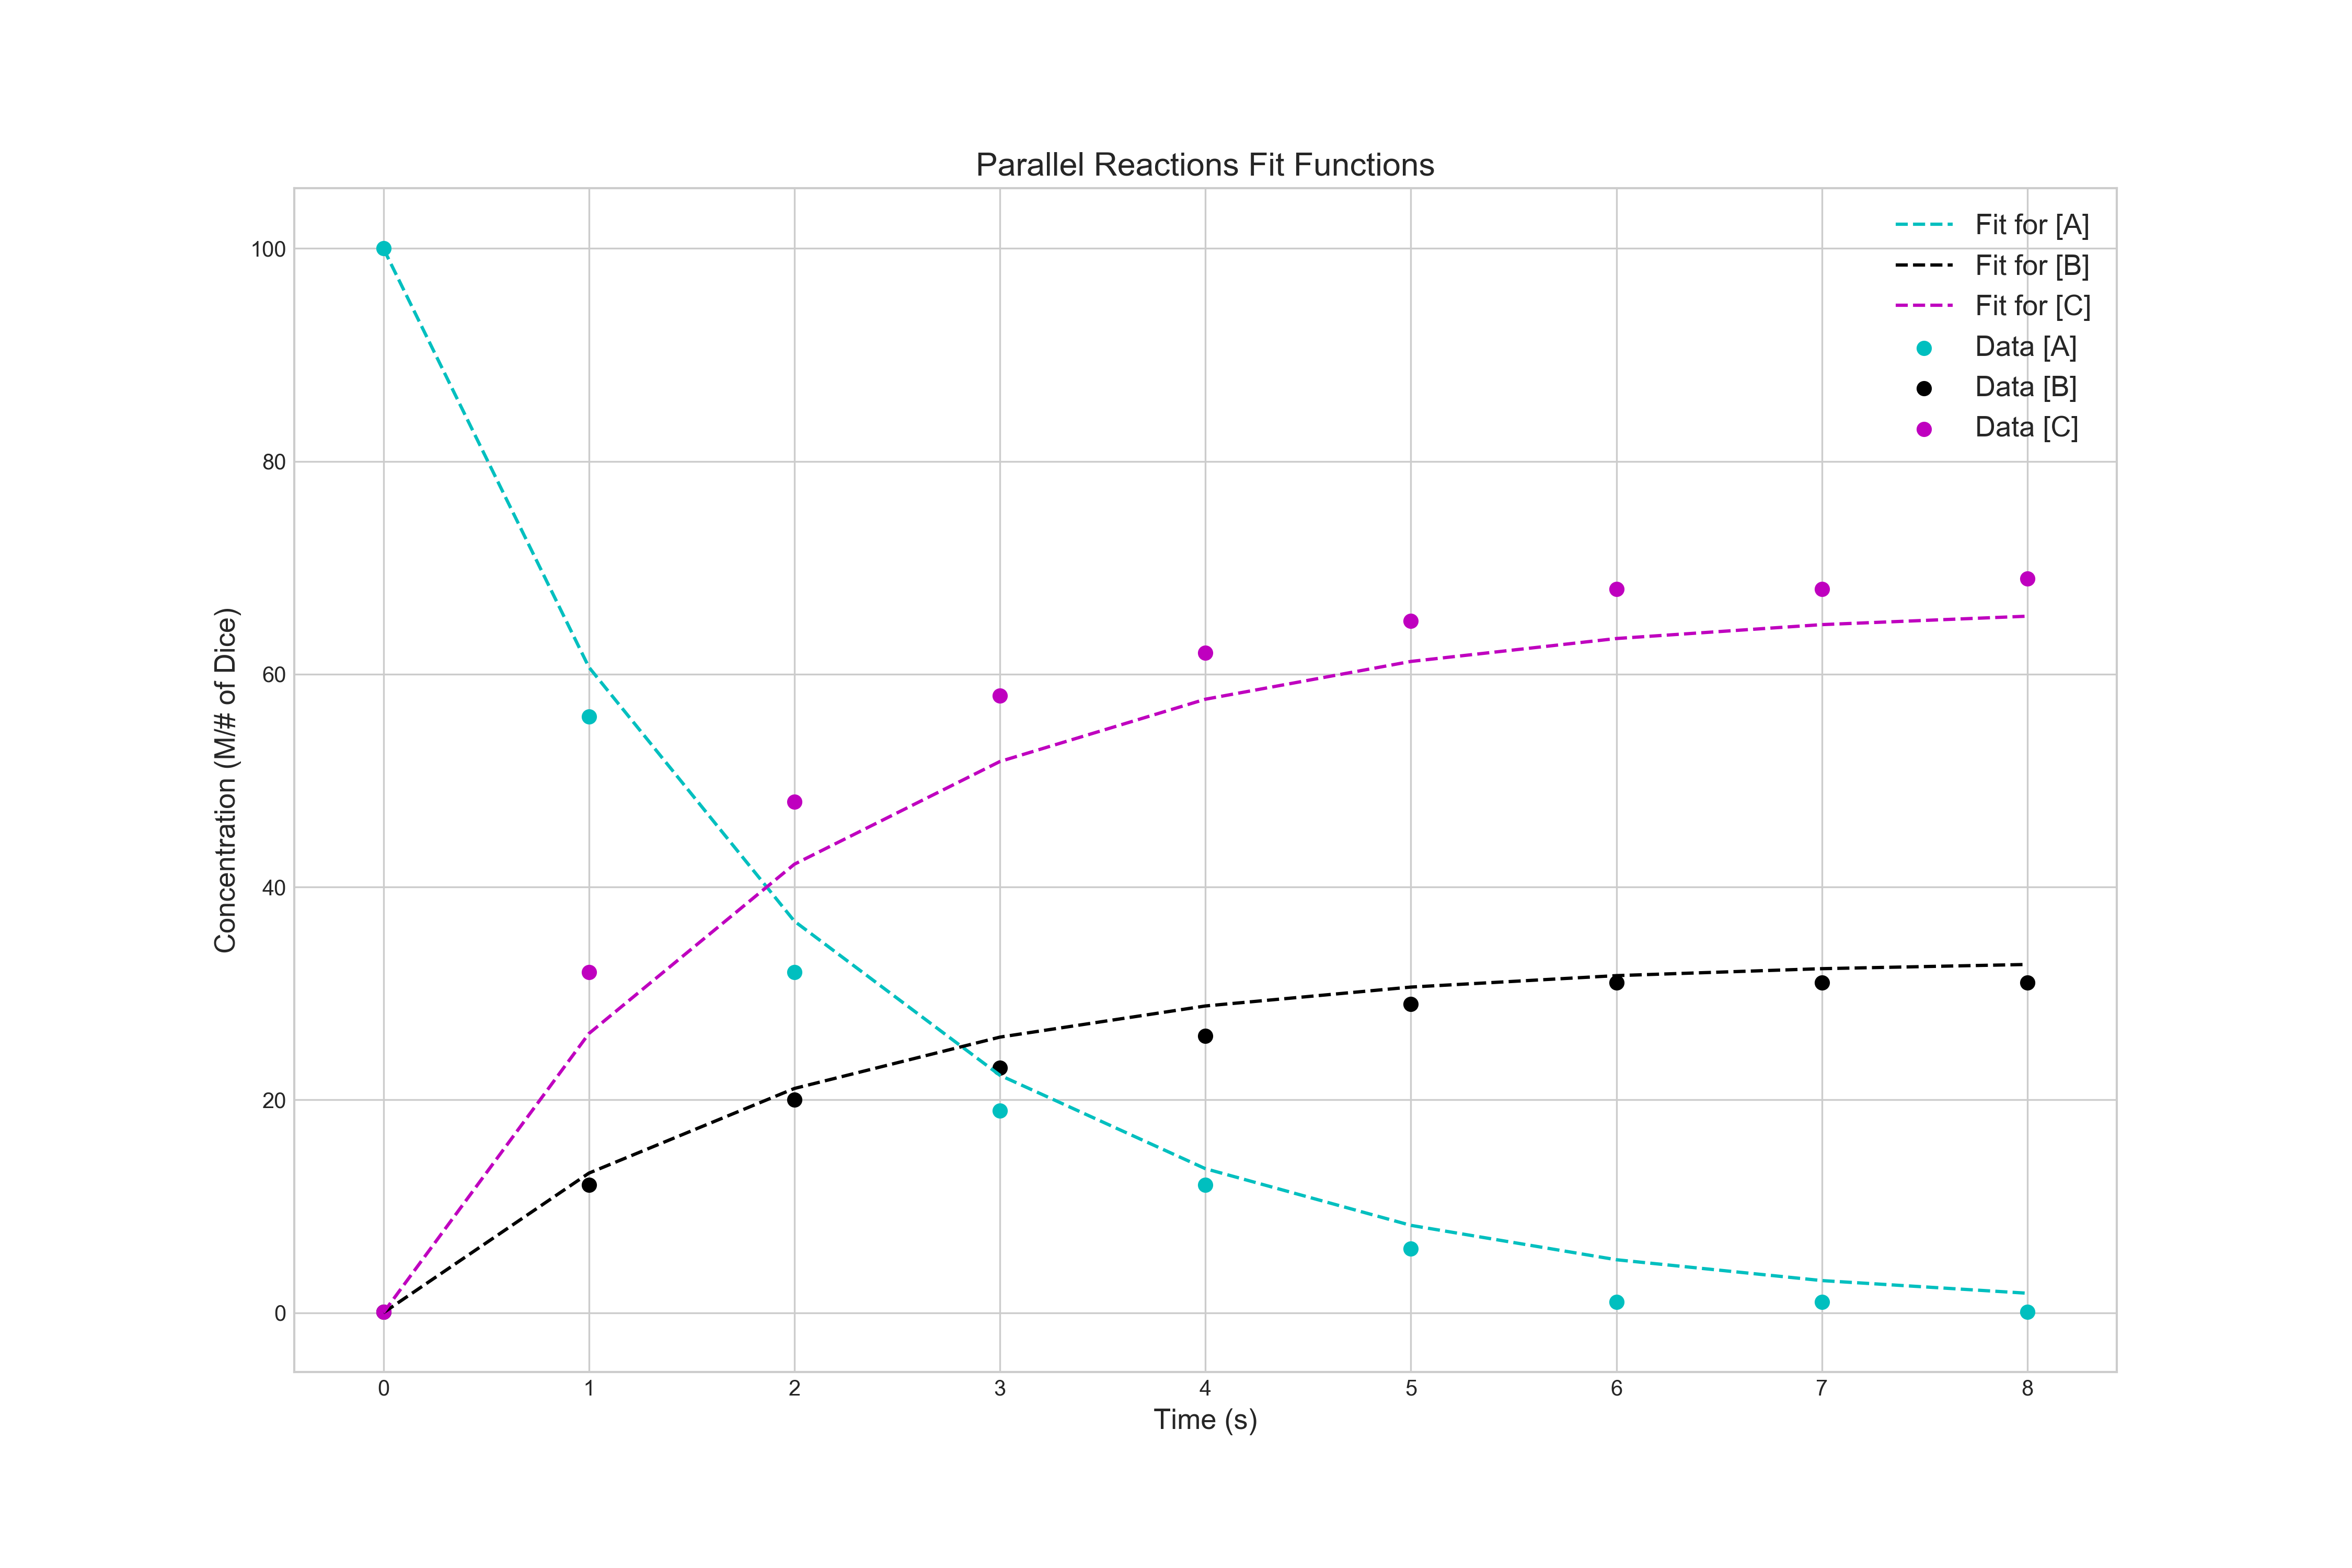 Parallel Reactions Fit Functions
Fit for [A]
Fit for [B]
Fit for [C]
Data [A]
Data [B]
Data [C]
Concentration (M/# of Dice)
100
80
60
40
20
0
0 1 2 3 4 5 6 7 8
Time (s)